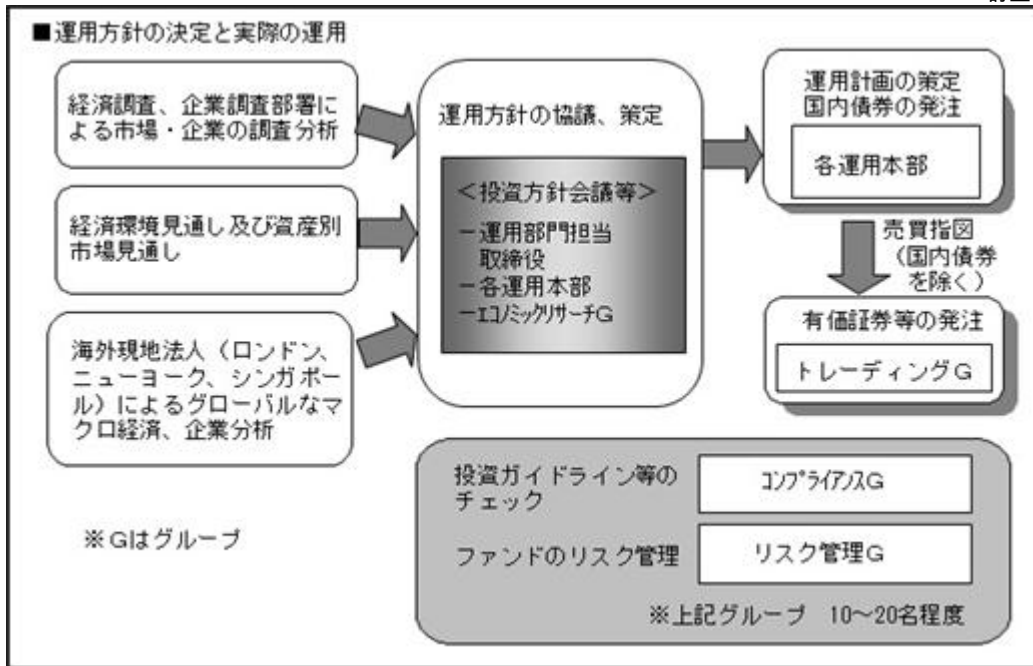 ■運用方針の決定と実際の運用
経済調査、企業調査部署に
よる市場・企業の調査分析
経済環境見通し及び資産別
市場見通し
海外現地法人（ロンドン、
ニューヨーク、シンガポー
ル）によるグローバルなマ
クロ経済、企業分析
※Gはグループ
運用方針の協議、策定
＜投資方針会議等＞
－運用部門担当
取締役
－各運用本部
－ｴｺﾉﾐｯｸﾘｻｰﾁG
運用計画の策定
国内債券の発注
各運用本部
売買指図
（国内債券
を除く）
有価証券等の発注
トレーディングG
投資ガイドライン等の
チェック
ｺﾝﾌﾟﾗｲｱﾝｽG
ファンドのリスク管理
リスク管理G
※上記グループ 10～20名程度